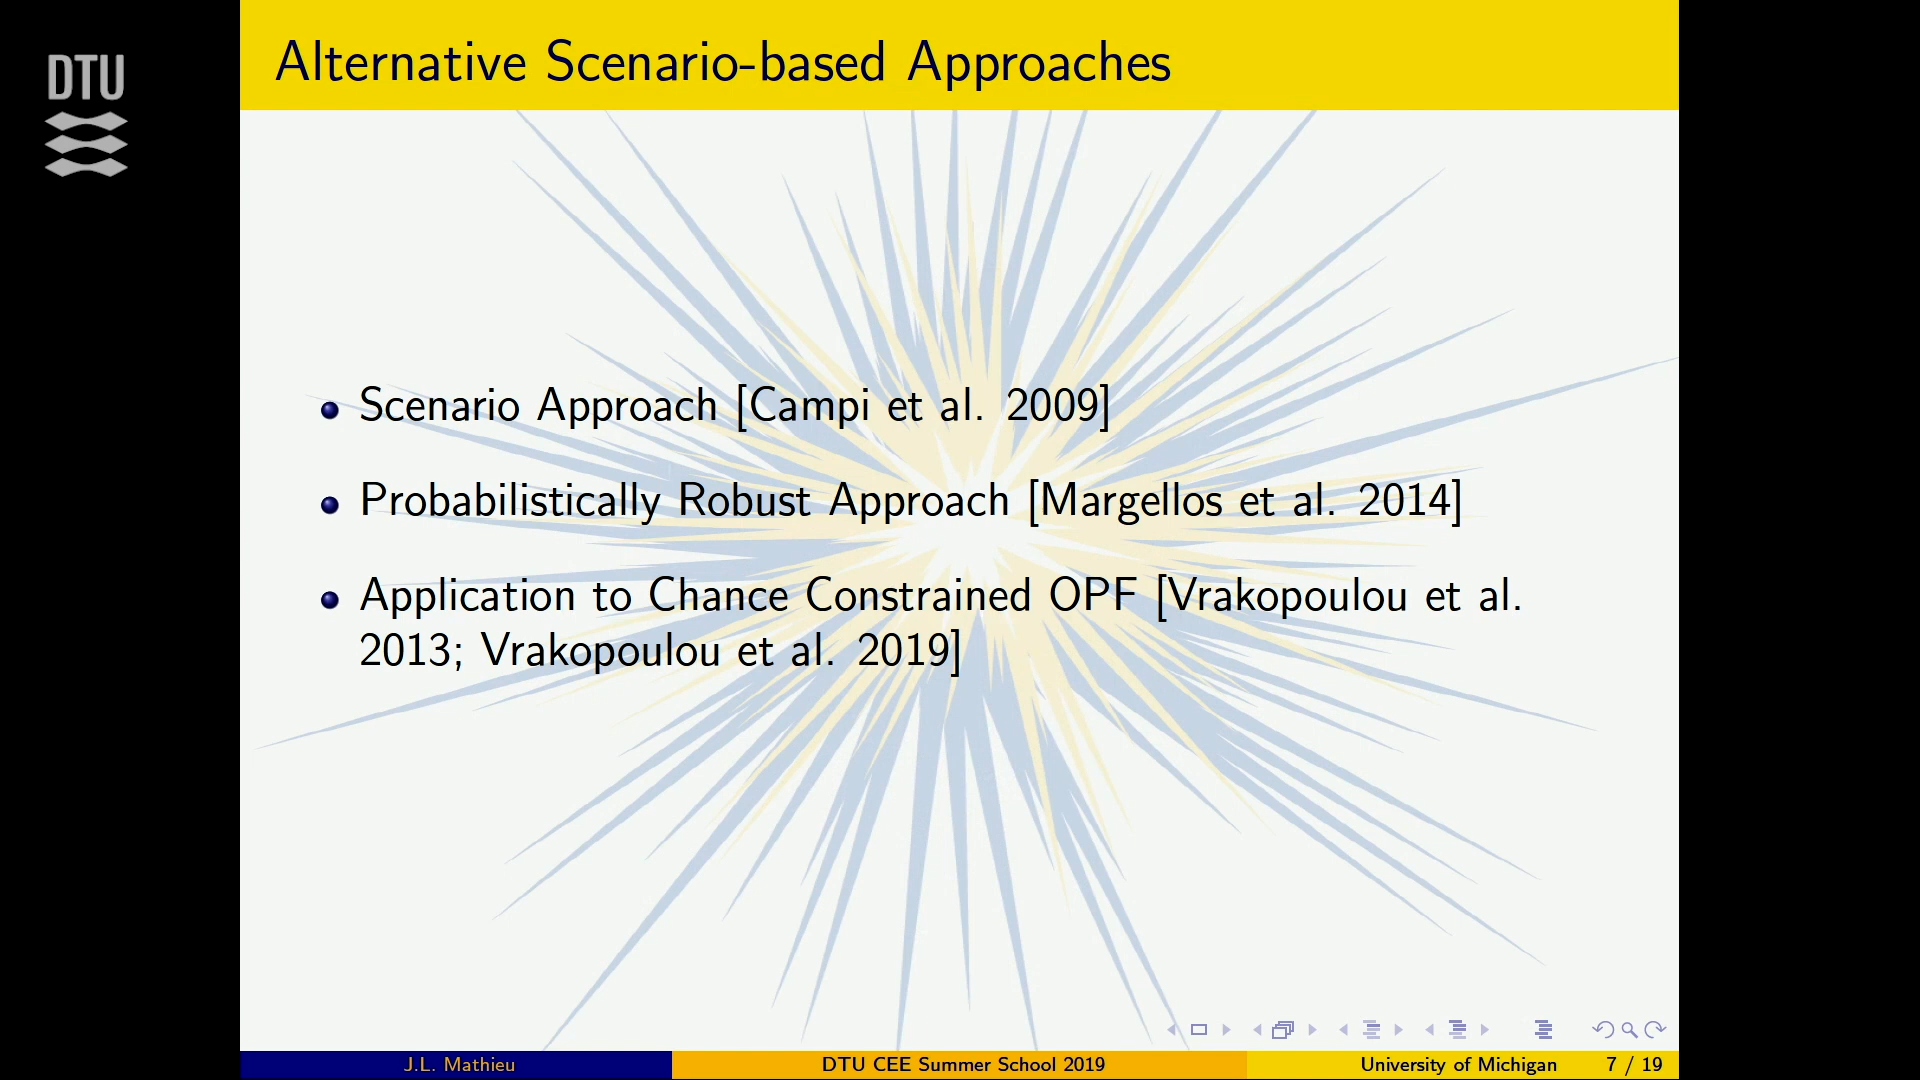 DTU
Alternative Scenario-based Approaches
Scenario Approach [Campi et al. 2009]
Probabilistically Robust Approach [Margellos et al. 2014]
Application to Chance Constrained OPF [Vrakopoulou et al.
2013; Vrakopoulou et al. 2019]
J.L. Mathieu DTU CEE Summer School 2019 University of Michigan 7 / 19